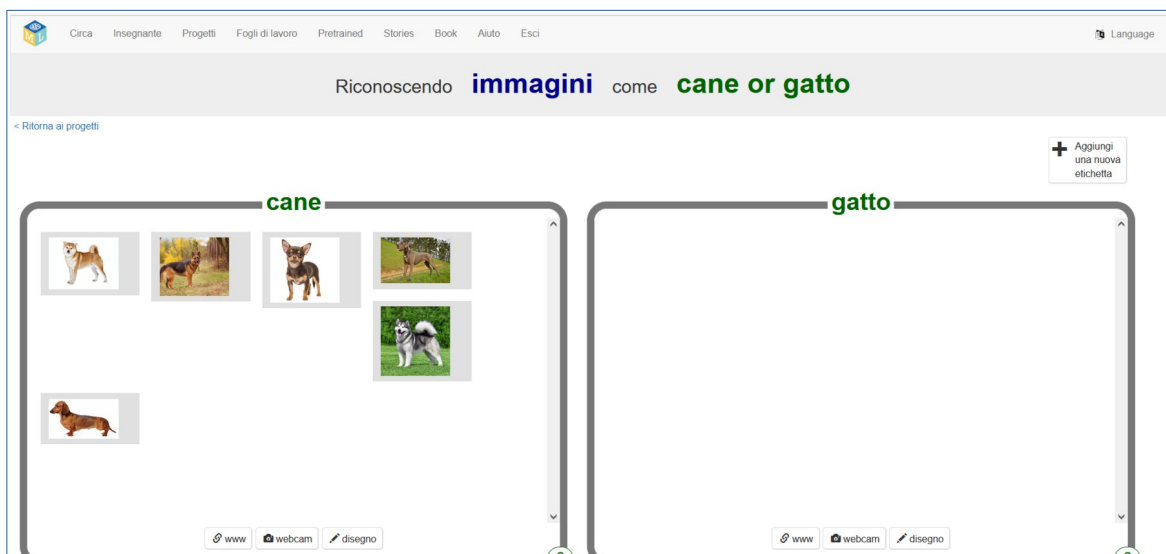 Circa Insegnante Progetti Fogli di lavoro Pretrained Stories Book Aiuto Esci Language
Riconoscendo immagini come cane or gatto
< Ritorna ai progetti
Aggiungi
una nuova
etichetta
cane gatto
www webcam disegno www webcam disegno